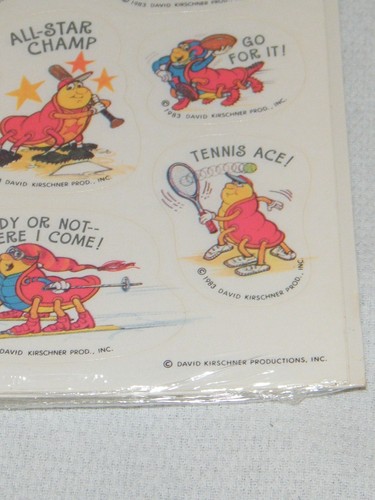 1983 DAVID KIRSCHNER PROD., INC.
ALL-STAR
CHAMP
GO
FOR IT!
©1983 DAVID KIRSCHNER PROD., INC.
DAVID KIRSCHNER PROD., INC.
TENNIS ACE!
©1983 DAVID KIRSCHNER PROD., INC.
DY OR NOT--
ERE I COME!
DAVID KIRSCHNER PROD., INC.
© DAVID KIRSCHNER PRODUCTIONS, INC.